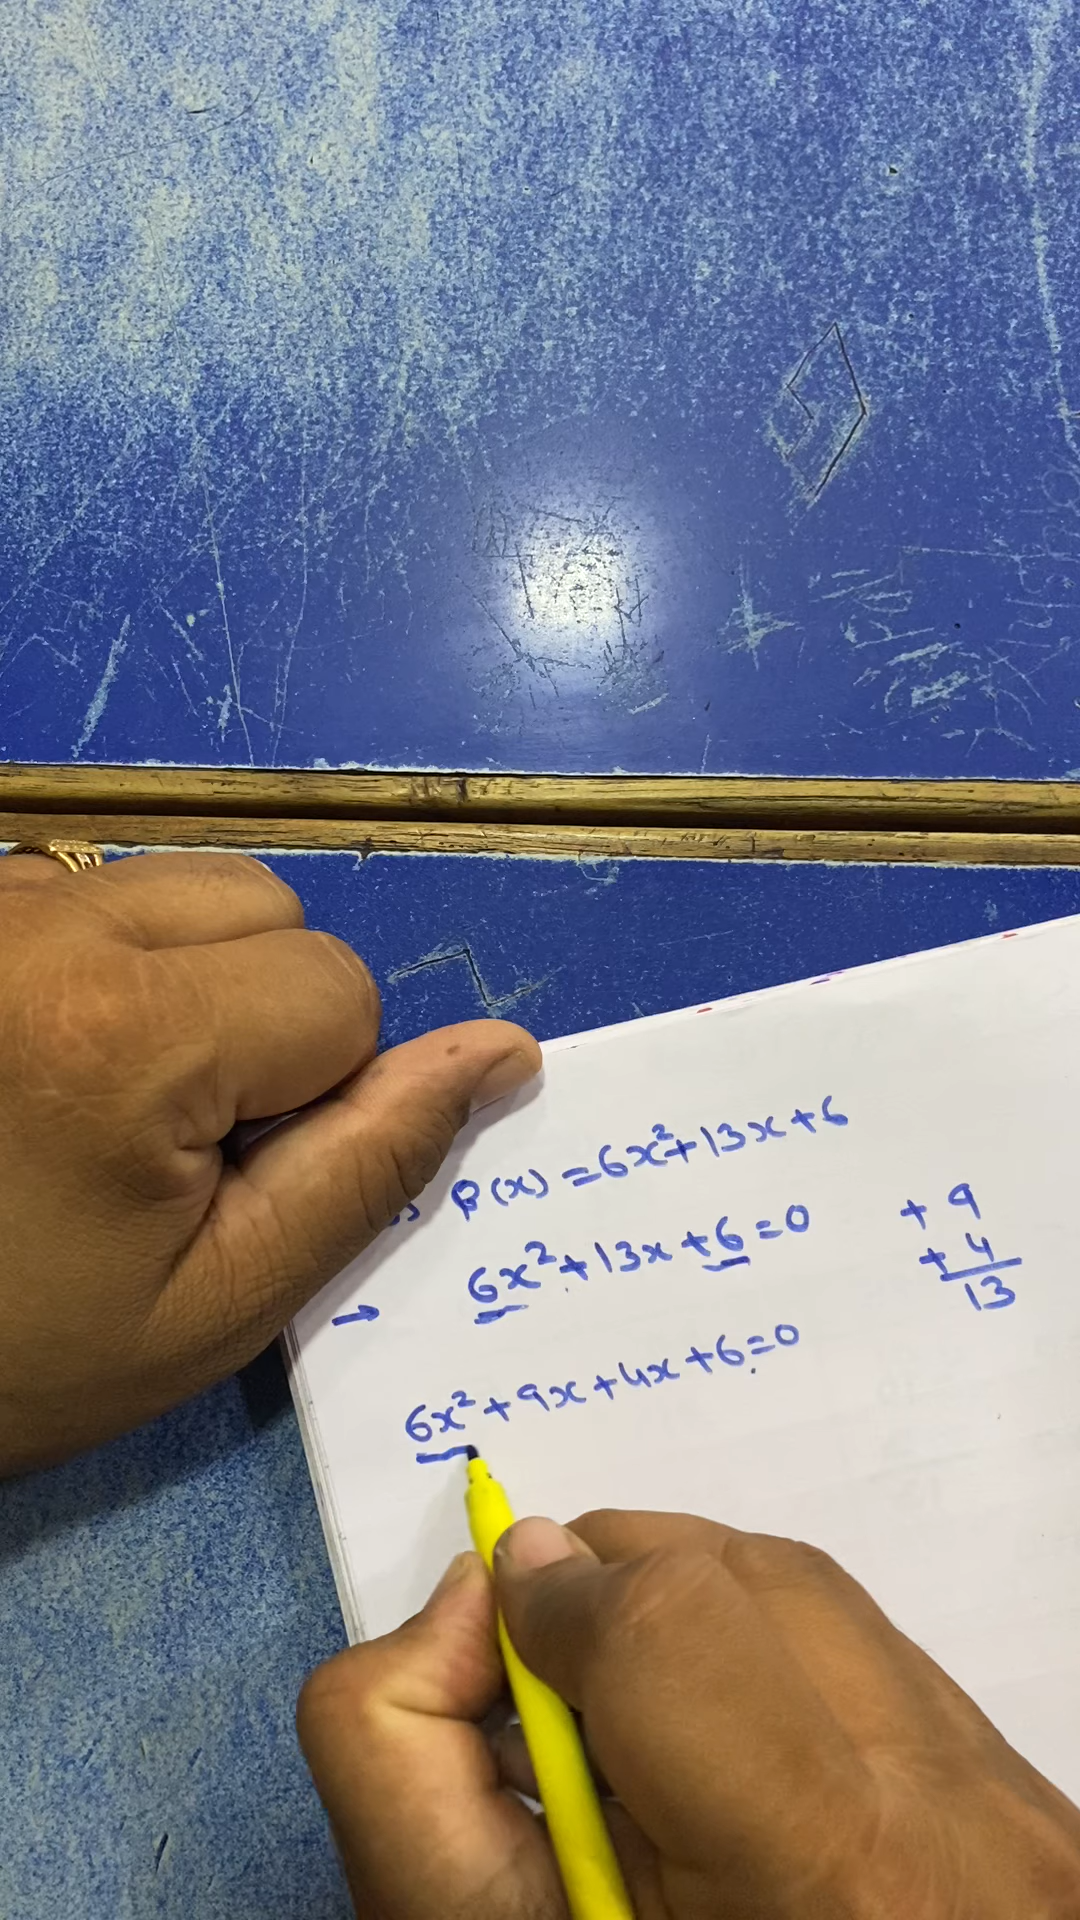 p(x) = 6x² + 13x + 6
→ 6x² + 13x + 6 = 0
+ 9
+ 4
13
6x² + 9x + 4x + 6 = 0